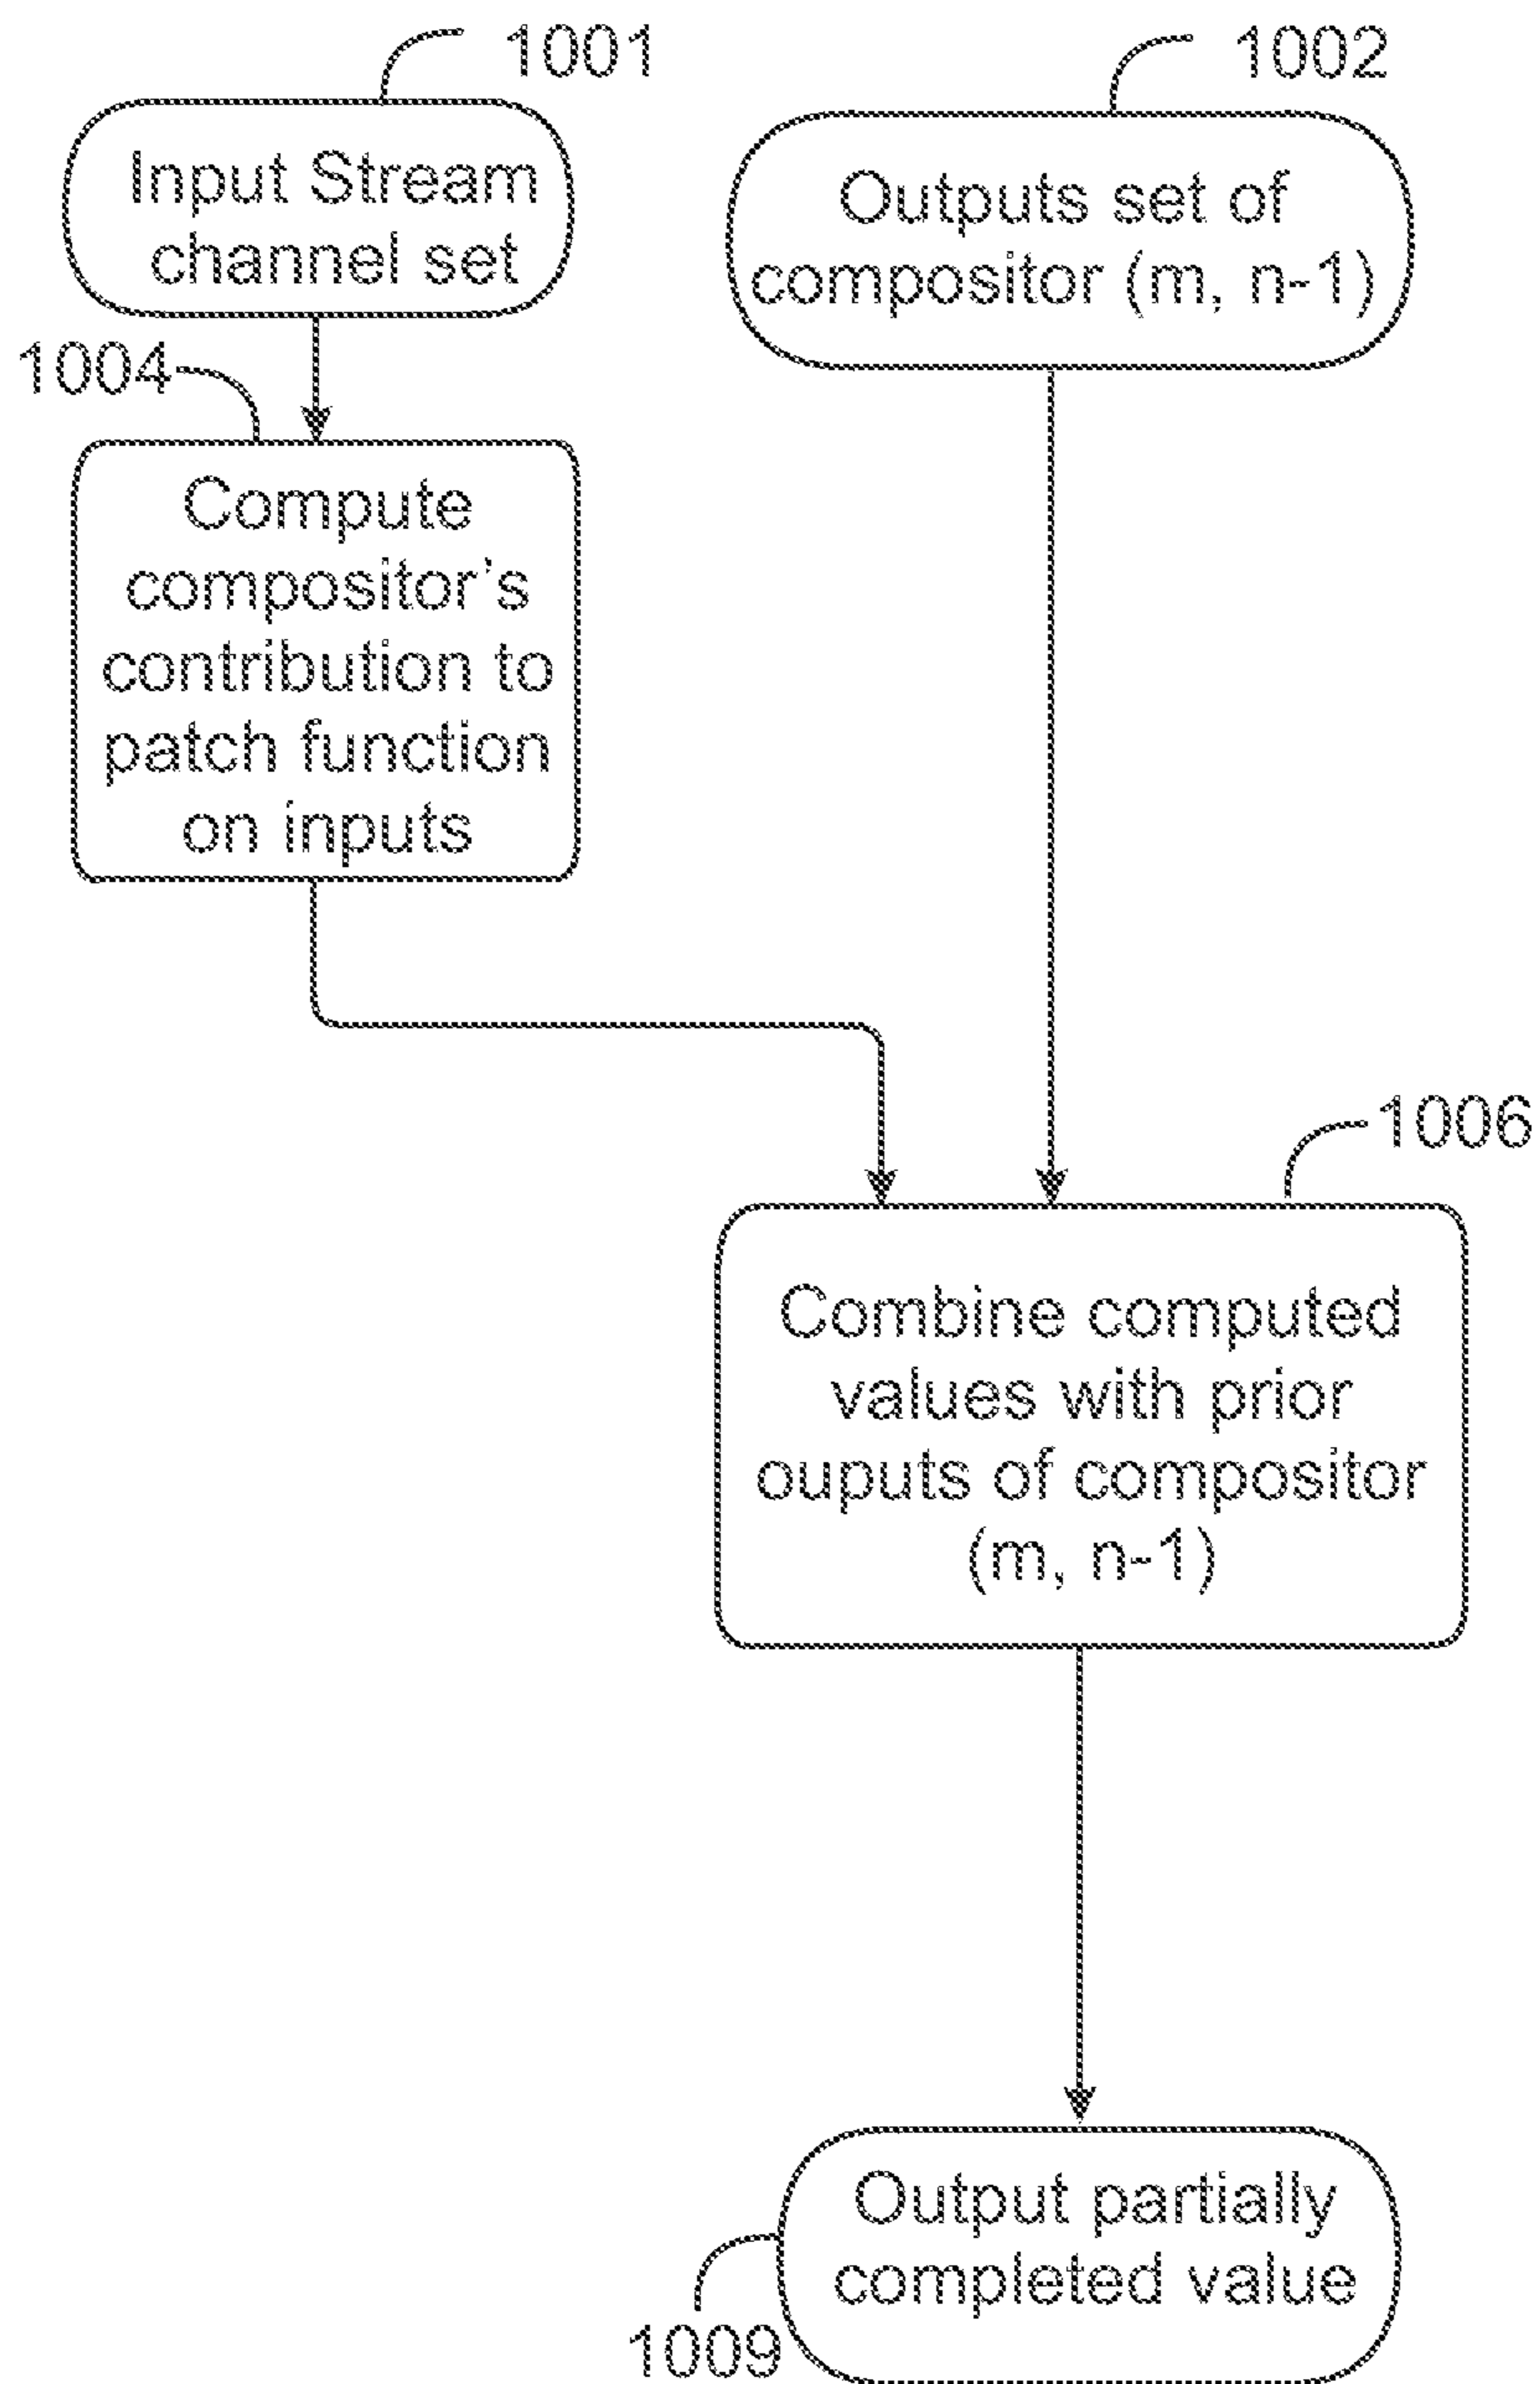 1001
Input Stream
channel set
1002
Outputs set of
compositor (m, n-1)
1004
Compute
compositor's
contribution to
patch function
on inputs
1006
Combine computed
values with prior
ouputs of compositor
(m, n-1)
Output partially
completed value
1009